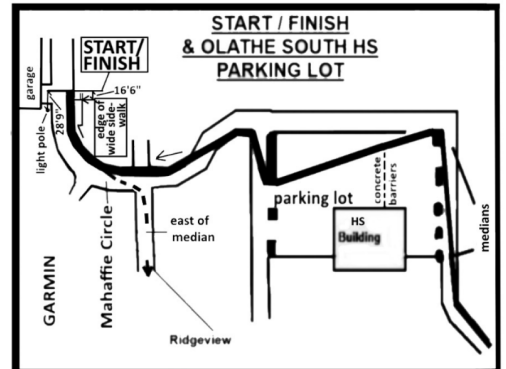 START / FINISH
& OLATHE SOUTH HS
PARKING LOT
START/
FINISH
garage
16'6"
28'9"
edge of
wide side-
walk
light pole
concrete
barriers
parking lot
HS
Building
medians
east of
median
Mahaffie Circle
GARMIN
Ridgeview